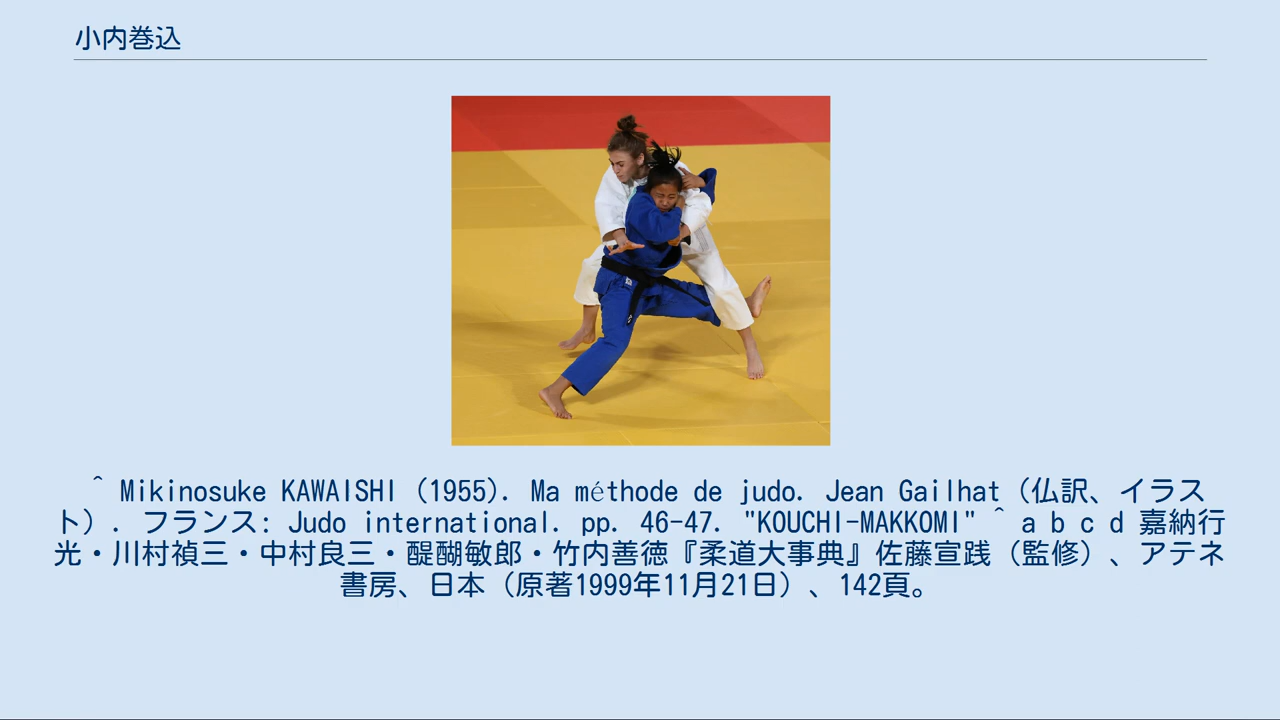 小内巻込
^ Mikinosuke KAWAISHI (1955). Ma méthode de judo. Jean Gailhat（仏訳、イラス
ト）. フランス: Judo international. pp. 46-47. "KOUCHI-MAKKOMI" ^ a b c d 嘉納行
光・川村禎三・中村良三・醍醐敏郎・竹内善徳『柔道大事典』佐藤宣践（監修）、アテネ
書房、日本（原著1999年11月21日）、142頁。